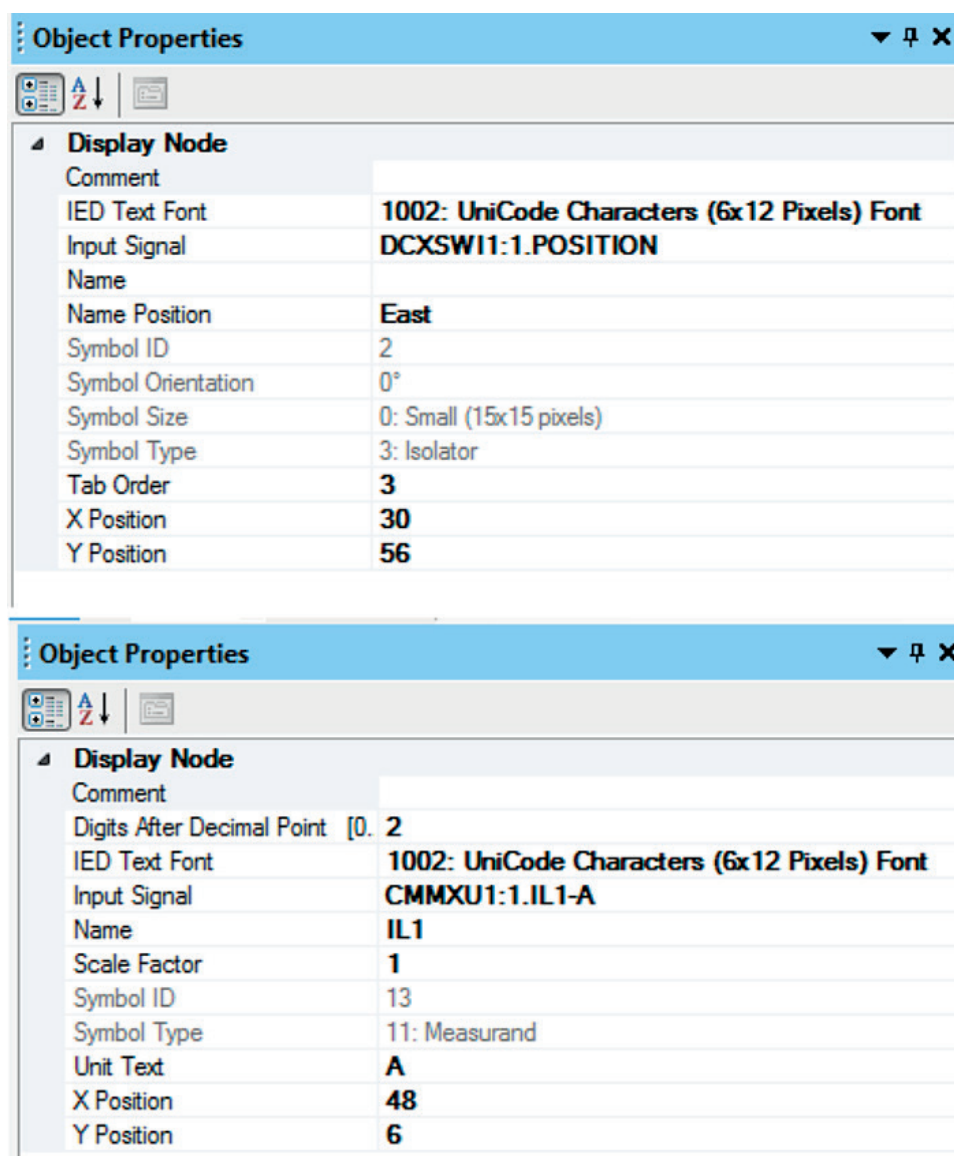 Object Properties
A
Z
Display Node
Comment
IED Text Font 1002: UniCode Characters (6x12 Pixels) Font
Input Signal DCXSWI1:1.POSITION
Name
Name Position East
Symbol ID 2
Symbol Orientation 0°
Symbol Size 0: Small (15x15 pixels)
Symbol Type 3: Isolator
Tab Order 3
X Position 30
Y Position 56
Object Properties
A
Z
Display Node
Comment
Digits After Decimal Point [0. 2
IED Text Font 1002: UniCode Characters (6x12 Pixels) Font
Input Signal CMMXU1:1.IL1-A
Name IL1
Scale Factor 1
Symbol ID 13
Symbol Type 11: Measurand
Unit Text A
X Position 48
Y Position 6